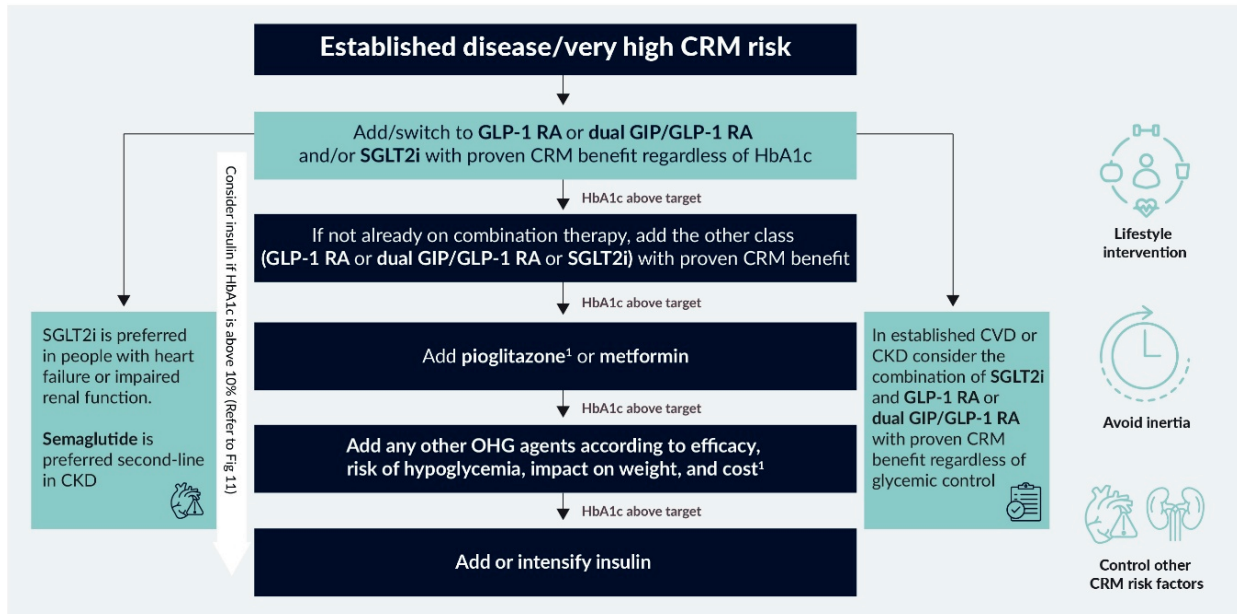 Established disease/very high CRM risk
Add/switch to GLP-1 RA or dual GIP/GLP-1 RA
and/or SGLT2i with proven CRM benefit regardless of HbA1c
HbA1c above target
If not already on combination therapy, add the other class
(GLP-1 RA or dual GIP/GLP-1 RA or SGLT2i) with proven CRM benefit
HbA1c above target
Add pioglitazone¹ or metformin
HbA1c above target
Add any other OHG agents according to efficacy,
risk of hypoglycemia, impact on weight, and cost¹
HbA1c above target
Add or intensify insulin
Consider insulin if HbA1c is above 10% (Refer to Fig 11)
SGLT2i is preferred
in people with heart
failure or impaired
renal function.
Semaglutide is
preferred second-line
in CKD
In established CVD or
CKD consider the
combination of SGLT2i
and GLP-1 RA or
dual GIP/GLP-1 RA
with proven CRM
benefit regardless of
glycemic control
Lifestyle
intervention
Avoid inertia
Control other
CRM risk factors